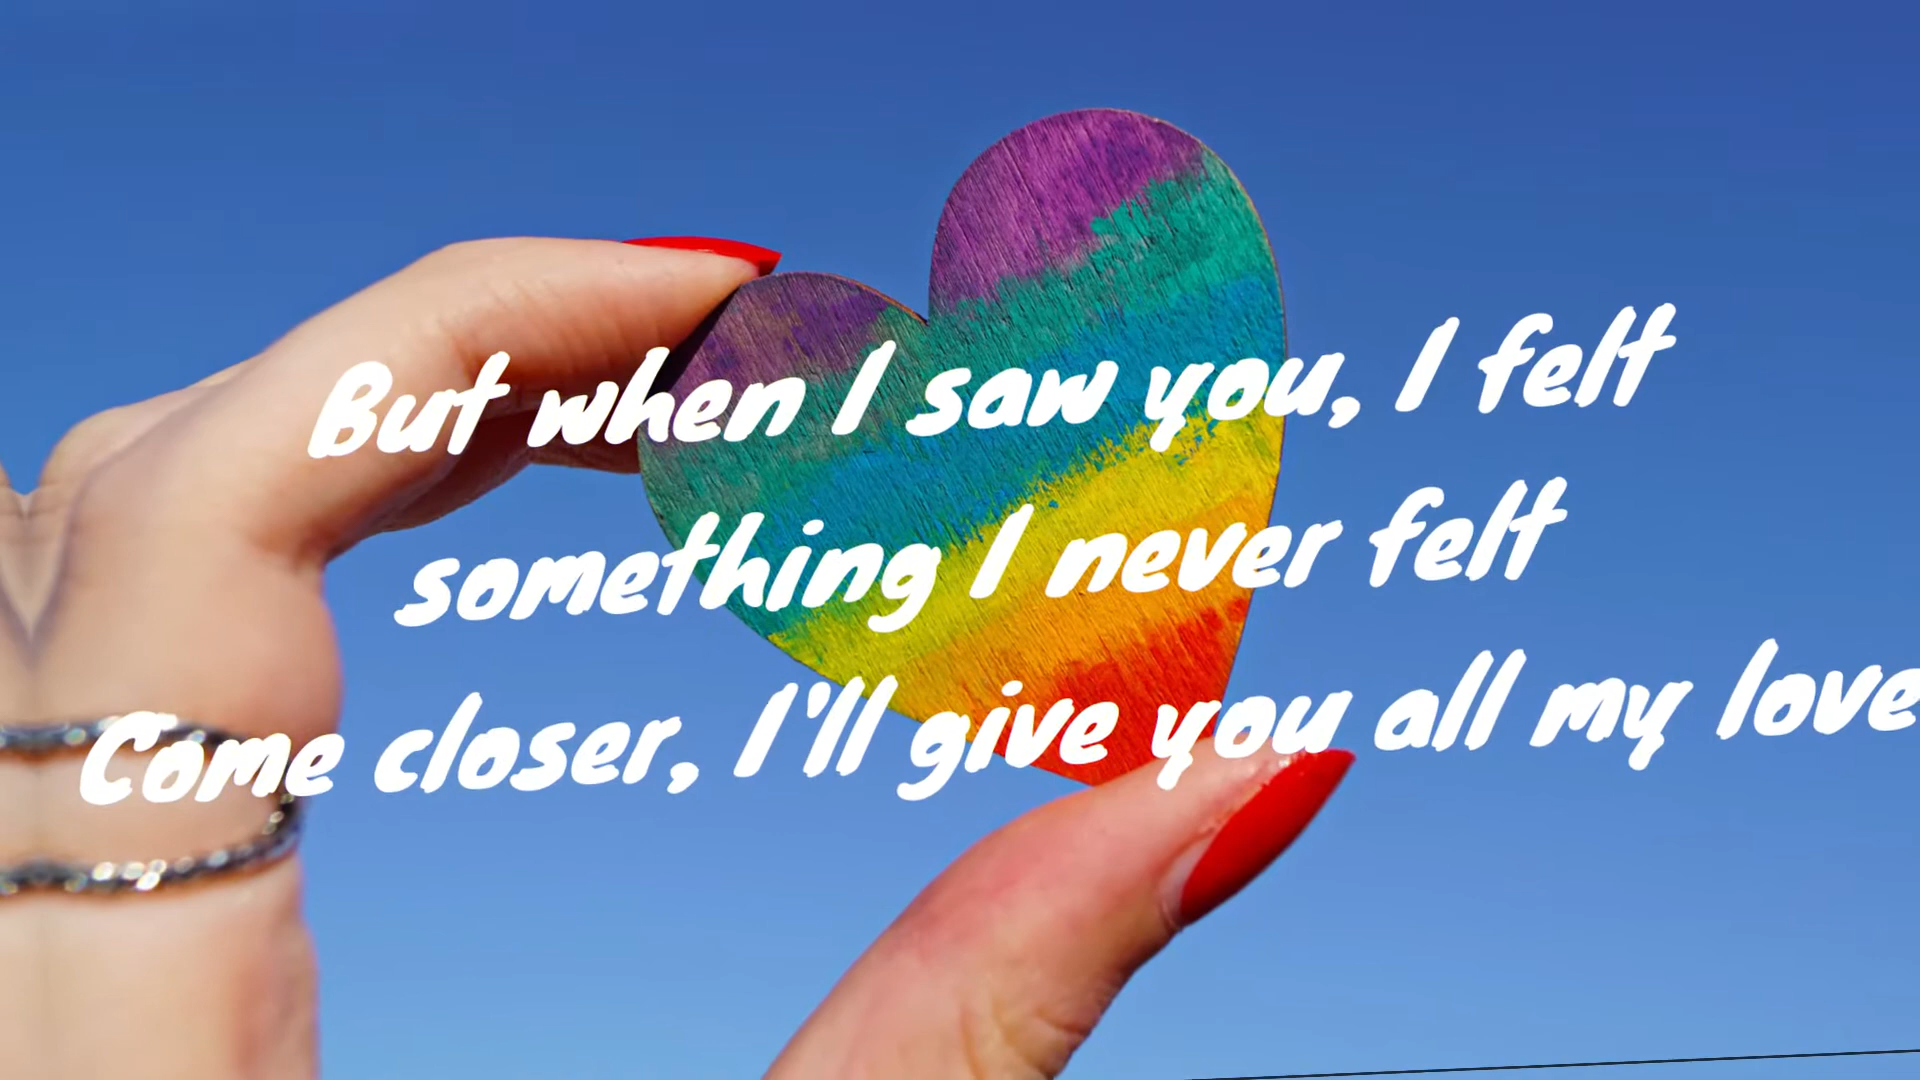 But when I saw you, I felt
something I never felt
Come closer, I'll give you all my love